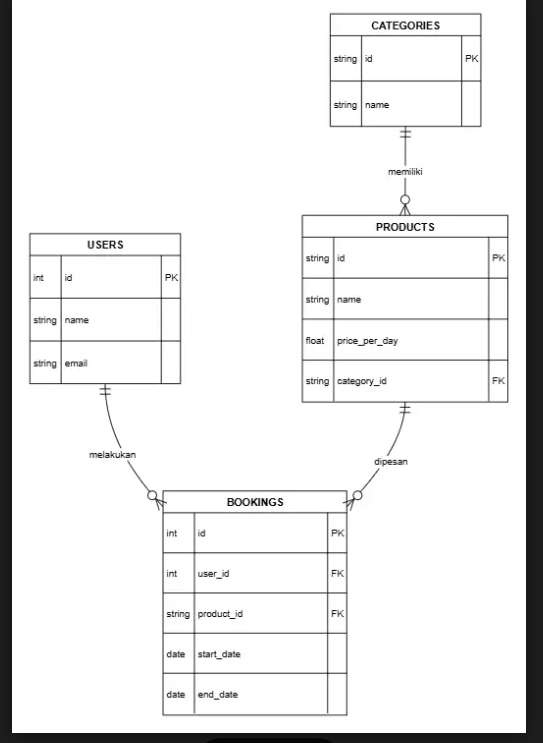 CATEGORIES
string id PK
string name
memiliki
PRODUCTS
string id PK
string name
float price_per_day
string category_id FK
USERS
int id PK
string name
string email
melakukan
dipesan
BOOKINGS
int id PK
int user_id FK
string product_id FK
date start_date
date end_date